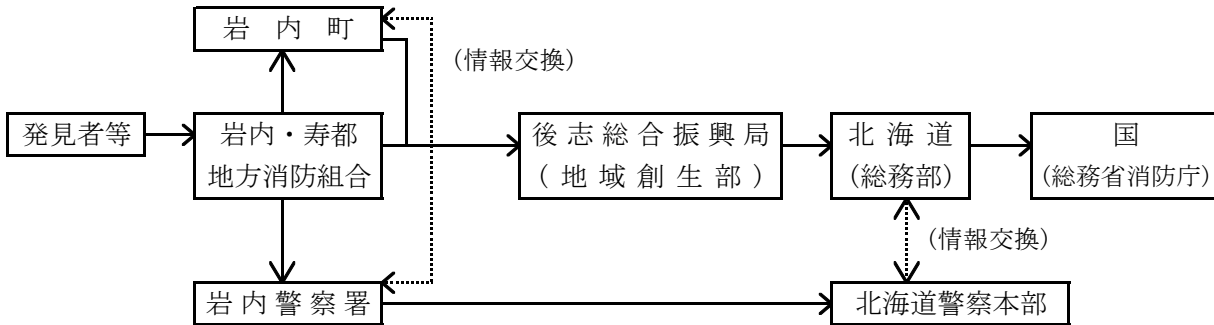 岩内町
(情報交換)
発見者等
岩内・寿都
地方消防組合
後志総合振興局
(地域創生部)
北海道
(総務部)
国
(総務省消防庁)
(情報交換)
岩内警察署
北海道警察本部